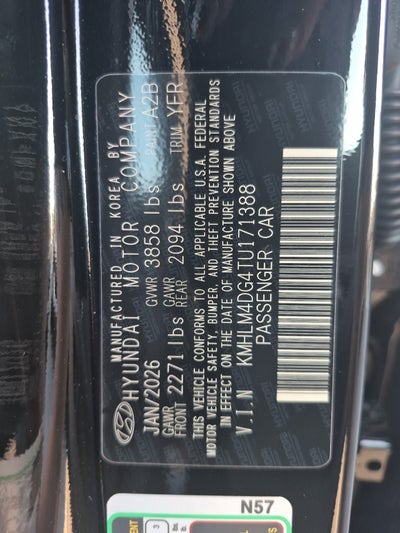 MANUFACTURED IN KOREA BY
HYUNDAI MOTOR COMPANY
JAN/2026 GVWR 3858 lbs PAINT A2B
GAWR FRONT 2271 lbs GAWR REAR 2094 lbs TRIM YFR
THIS VEHICLE CONFORMS TO ALL APPLICABLE U.S.A. FEDERAL
MOTOR VEHICLE SAFETY, BUMPER, AND THEFT PREVENTION STANDARDS
IN EFFECT ON THE DATE OF MANUFACTURE SHOWN ABOVE
V.I.N KMHLM4DG4TU171388
PASSENGER CAR
N57